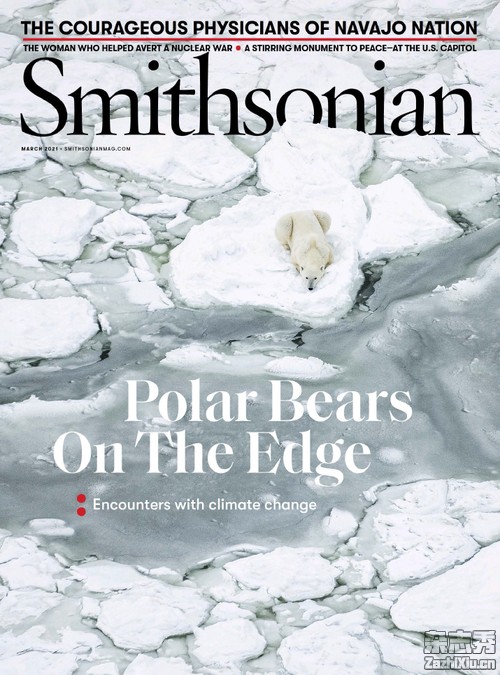 THE COURAGEOUS PHYSICIANS OF NAVAJO NATION
THE WOMAN WHO HELPED AVERT A NUCLEAR WAR • A STIRRING MONUMENT TO PEACE—AT THE U.S. CAPITOL
Smithsonian
MARCH 2021 • SMITHSONIANMAG.COM
Polar Bears
On The Edge
Encounters with climate change
杂志秀
ZaZhiXiu.cn